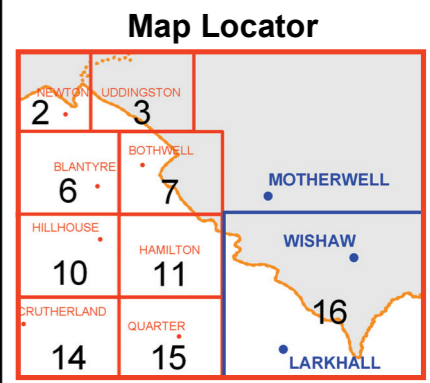 Map Locator
NEWTON UDDINGSTON
2 3
BOTHWELL
BLANTYRE
6 7
MOTHERWELL
HILLHOUSE
WISHAW
HAMILTON
10 11
CRUTHERLAND
16
QUARTER
14 15
LARKHALL